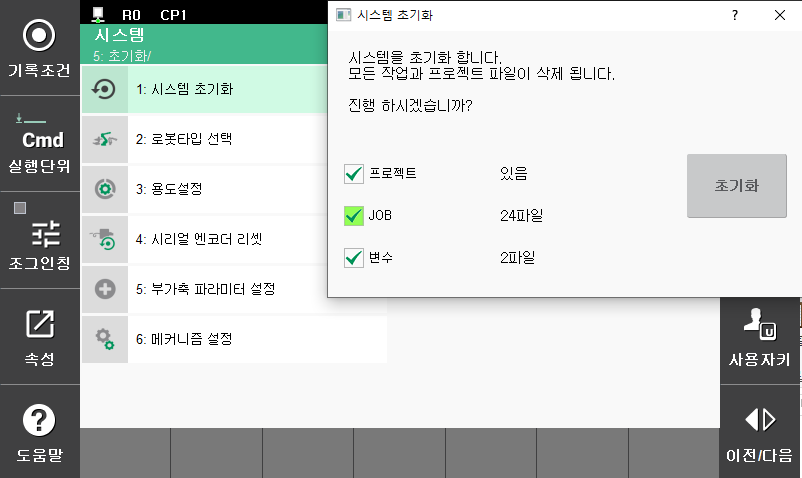 R0 CP1
시스템
5: 초기화/
기록조건
Cmd
실행단위
조그인칭
속성
도움말
1: 시스템 초기화
2: 로봇타입 선택
3: 용도설정
4: 시리얼 엔코더 리셋
5: 부가축 파라미터 설정
6: 메커니즘 설정
시스템 초기화
?
시스템을 초기화 합니다.
모든 작업과 프로젝트 파일이 삭제 됩니다.
진행 하시겠습니까?
프로젝트 있음
JOB 24파일
변수 2파일
초기화
U
사용자키
이전/다음